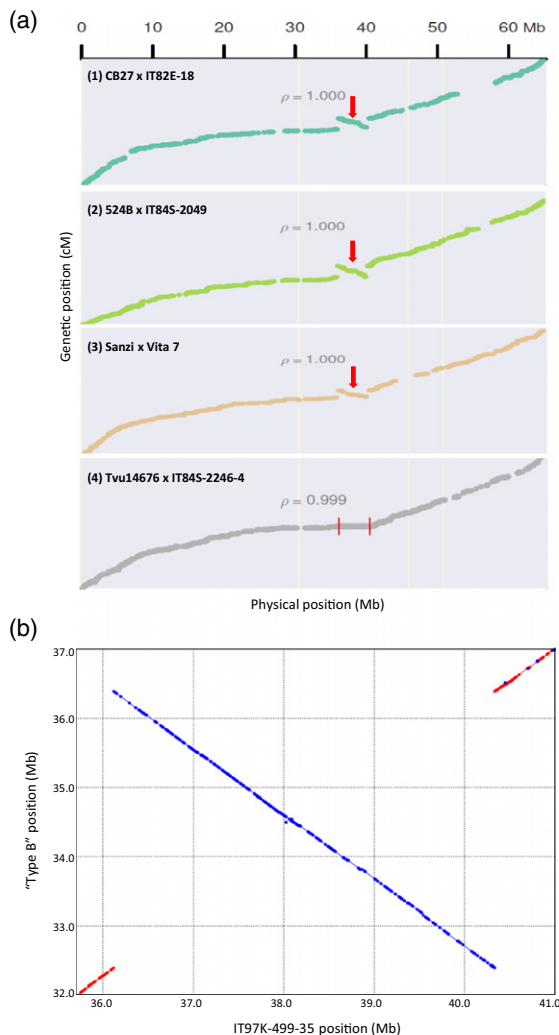 (a)
0 10 20 30 40 50 60 Mb
(1) CB27 x IT82E-18
ρ = 1.000
(2) 524B x IT84S-2049
ρ = 1.000
(3) Sanzi x Vita 7
ρ = 1.000
(4) Tvu14676 x IT84S-2246-4
ρ = 0.999
Genetic position (cM)
Physical position (Mb)
(b)
37.0
36.0
35.0
34.0
33.0
32.0
"Type B" position (Mb)
36.0 37.0 38.0 39.0 40.0 41.0
IT97K-499-35 position (Mb)